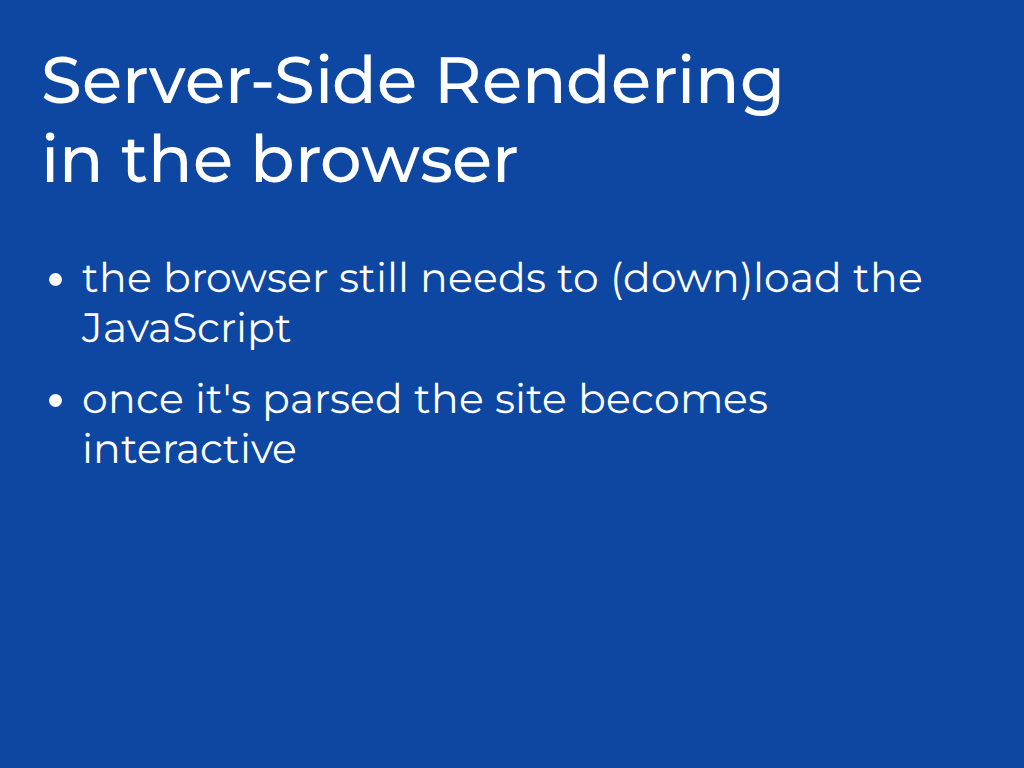 Server-Side Rendering
in the browser
• the browser still needs to (down)load the
JavaScript
• once it's parsed the site becomes
interactive